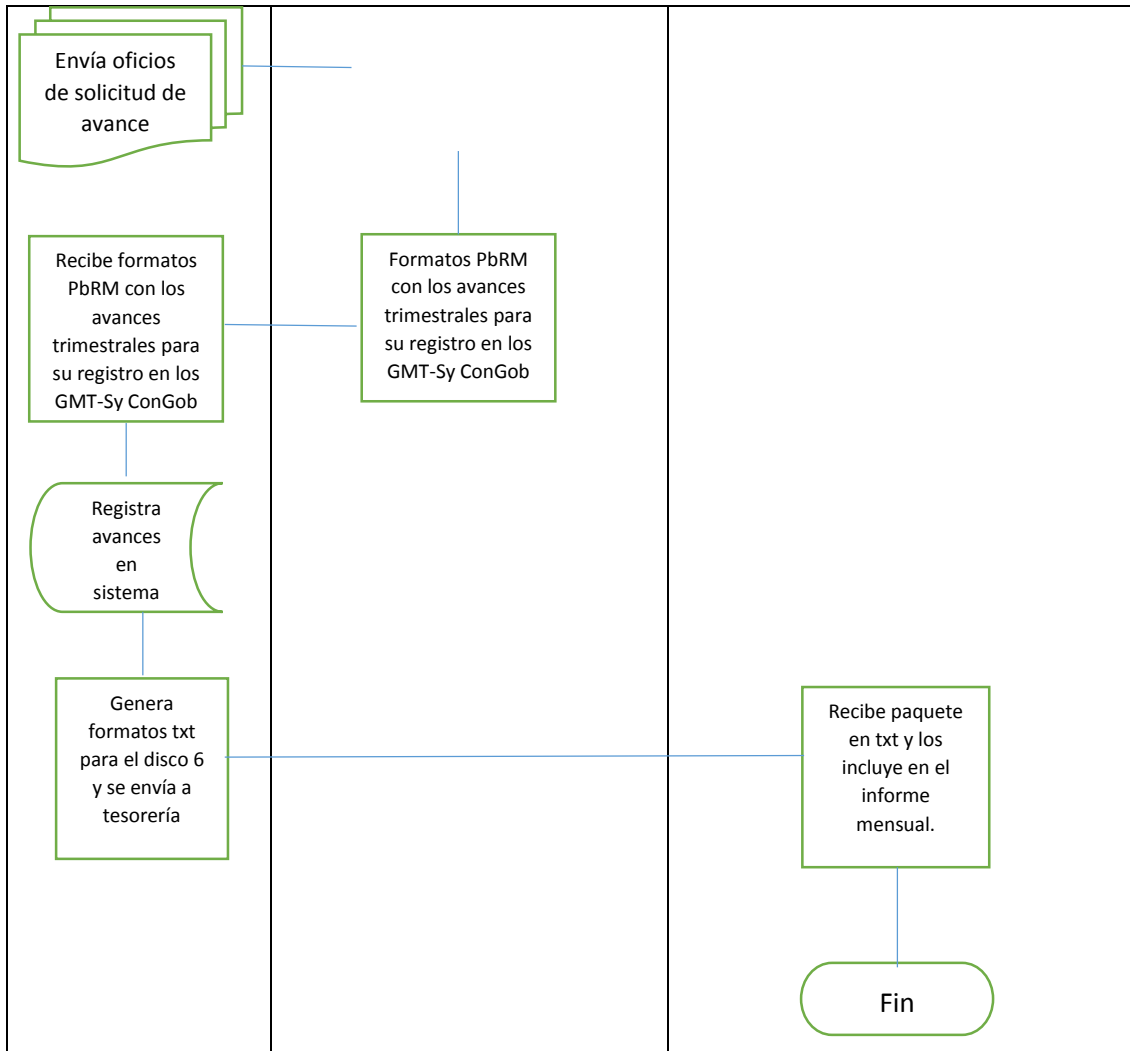 Envía oficios
de solicitud de
avance
Recibe formatos
PbRM con los
avances
trimestrales para
su registro en los
GMT-Sy ConGob
Formatos PbRM
con los avances
trimestrales para
su registro en los
GMT-Sy ConGob
Registra
avances
en
sistema
Genera
formatos txt
para el disco 6
y se envía a
tesorería
Recibe paquete
en txt y los
incluye en el
informe
mensual.
Fin